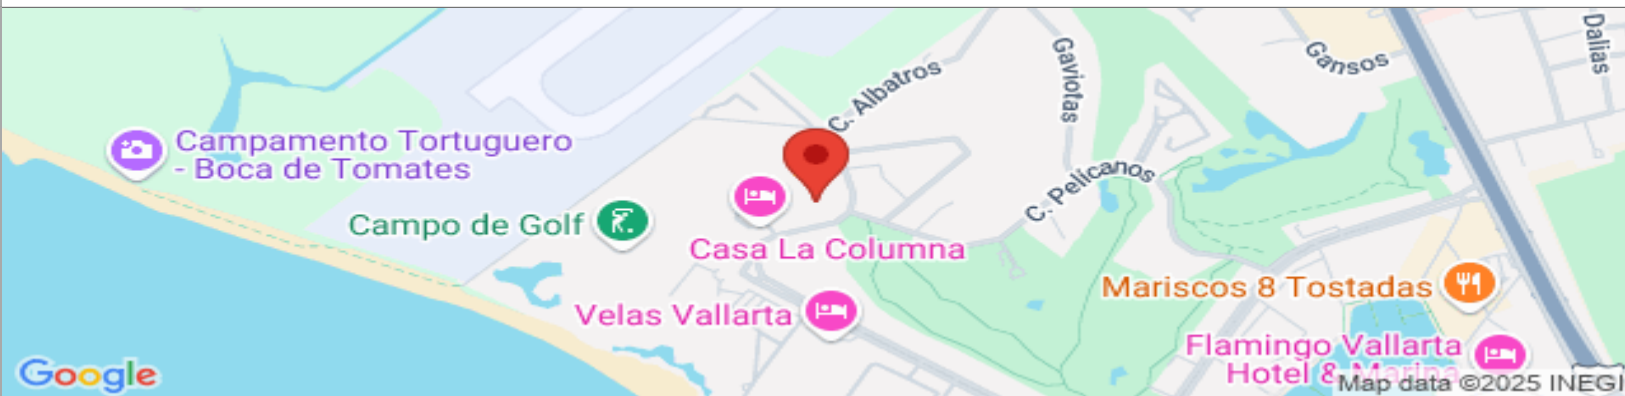 Dalias
Gaviotas
Gansos
C. Albatros
Campamento Tortuguero
- Boca de Tomates
C. Pelicanos
Campo de Golf
Casa La Columna
Mariscos 8 Tostadas
Velas Vallarta
Flamingo Vallarta
Hotel & Marina
Google
Map data ©2025 INEGI